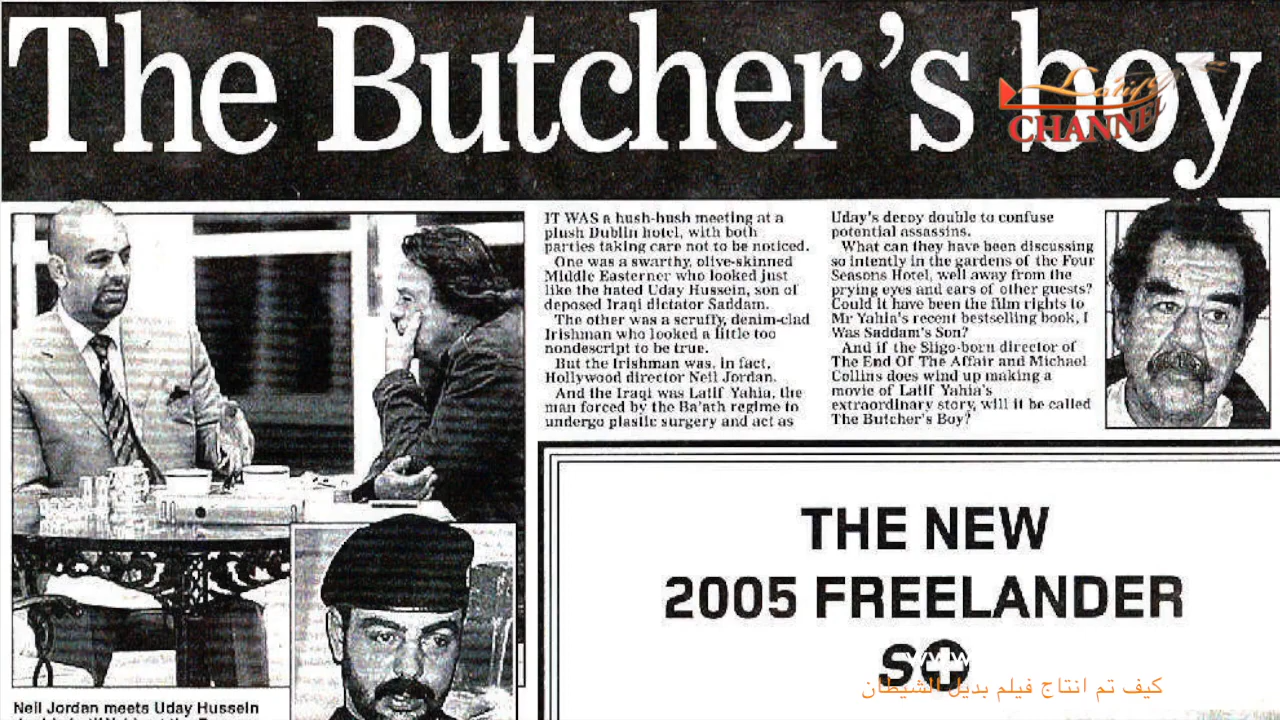 The Butcher's boy
Latif
CHANNEL
IT WAS a hush-hush meeting at a
plush Dublin hotel, with both
parties taking care not to be noticed.
One was a swarthy, olive-skinned
Middle Easterner who looked just
like the hated Uday Hussein, son of
deposed Iraqi dictator Saddam.
The other was a scruffy, denim-clad
Irishman who looked a little too
nondescript to be true.
But the Irishman was, in fact,
Hollywood director Neil Jordan.
And the Iraqi was Latif Yahia, the
man forced by the Ba'ath regime to
undergo plastic surgery and act as
Uday's decoy double to confuse
potential assassins.
What can they have been discussing
so intently in the gardens of the Four
Seasons Hotel, well away from the
prying eyes and ears of other guests?
Could it have been the film rights to
Mr Yahia's recent bestselling book, I
Was Saddam's Son?
And if the Sligo-born director of
The End Of The Affair and Michael
Collins does wind up making a
movie of Latif Yahia's
extraordinary story, will it be called
The Butcher's Boy?
Neil Jordan meets Uday Hussein
THE NEW
2005 FREELANDER
كيف تم انتاج فيلم بديل الشيطان